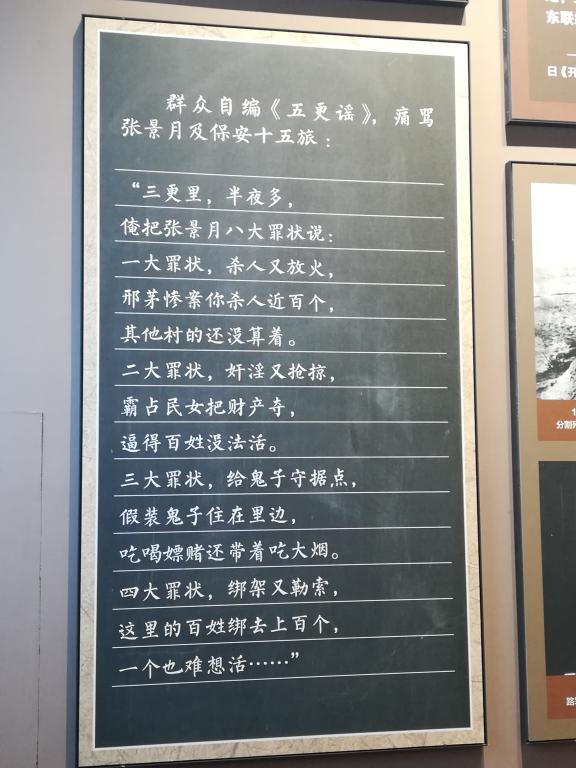 群众自编《五更谣》，痛骂
张景月及保安十五旅：
“三更里，半夜多，
俺把张景月八大罪状说：
一大罪状，杀人又放火，
邢茅惨案你杀人近百个，
其他村的还没算着。
二大罪状，奸淫又抢掠，
霸占民女把财产夺，
逼得百姓没法活。
三大罪状，给鬼子守据点，
假装鬼子住在里边，
吃喝嫖赌还带着吃大烟。
四大罪状，绑架又勒索，
这里的百姓绑去上百个，
一个也难想活……”
东联
日《开
分割
路